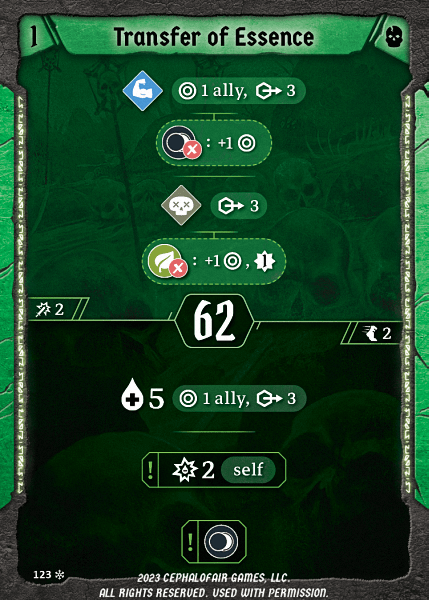 1 Transfer of Essence
1 ally, 3
: +1
3
: +1 ,
2
62
2
5 1 ally, 3
! 2 self
!
123
2023 CEPHALOFAIR GAMES, LLC.
ALL RIGHTS RESERVED. USED WITH PERMISSION.